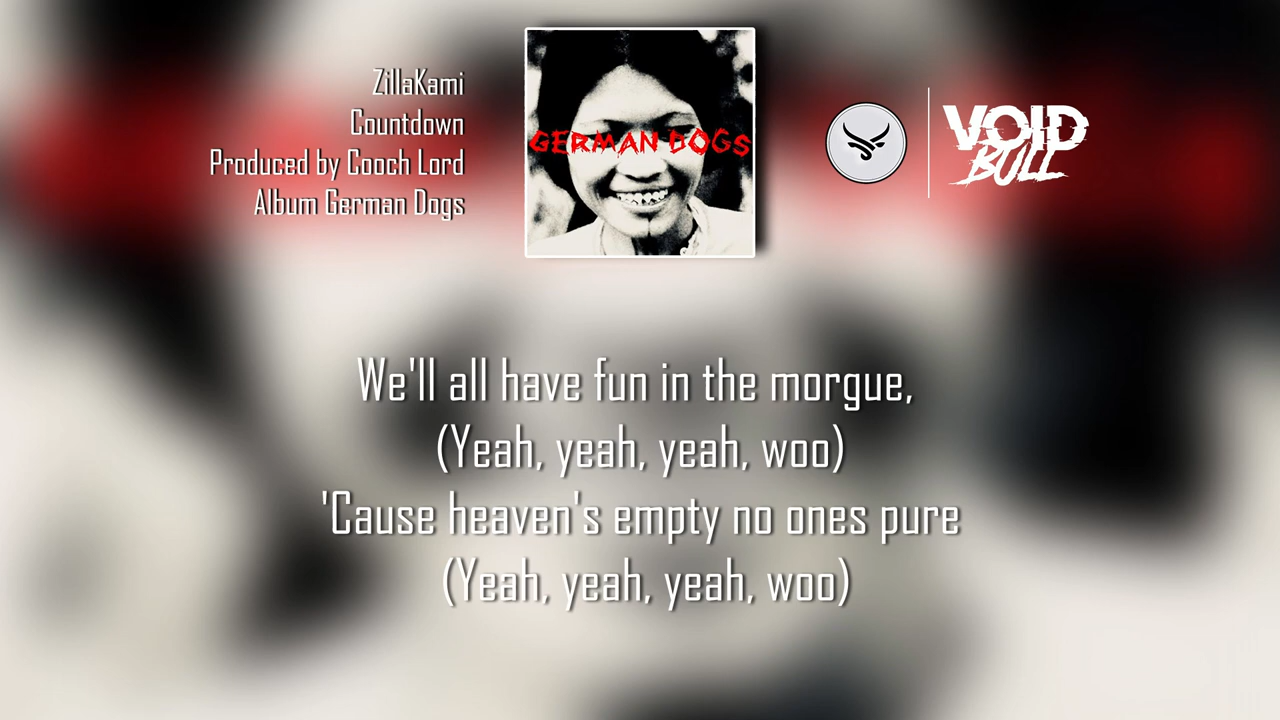 ZillaKami
Countdown
Produced by Cooch Lord
Album German Dogs
GERMAN DOGS
VOID
BULL
We'll all have fun in the morgue,
(Yeah, yeah, yeah, woo)
'Cause heaven's empty no ones pure
(Yeah, yeah, yeah, woo)